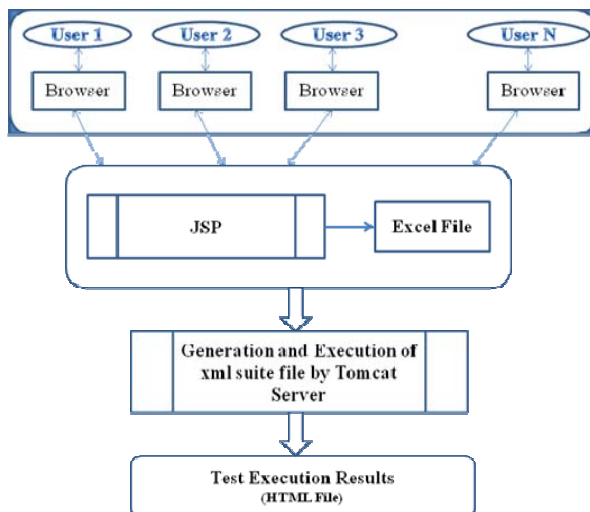 User 1
User 2
User 3
User N
Browser
Browser
Browser
Browser
JSP
Excel File
Generation and Execution of
xml suite file by Tomcat
Server
Test Execution Results
(HTML File)